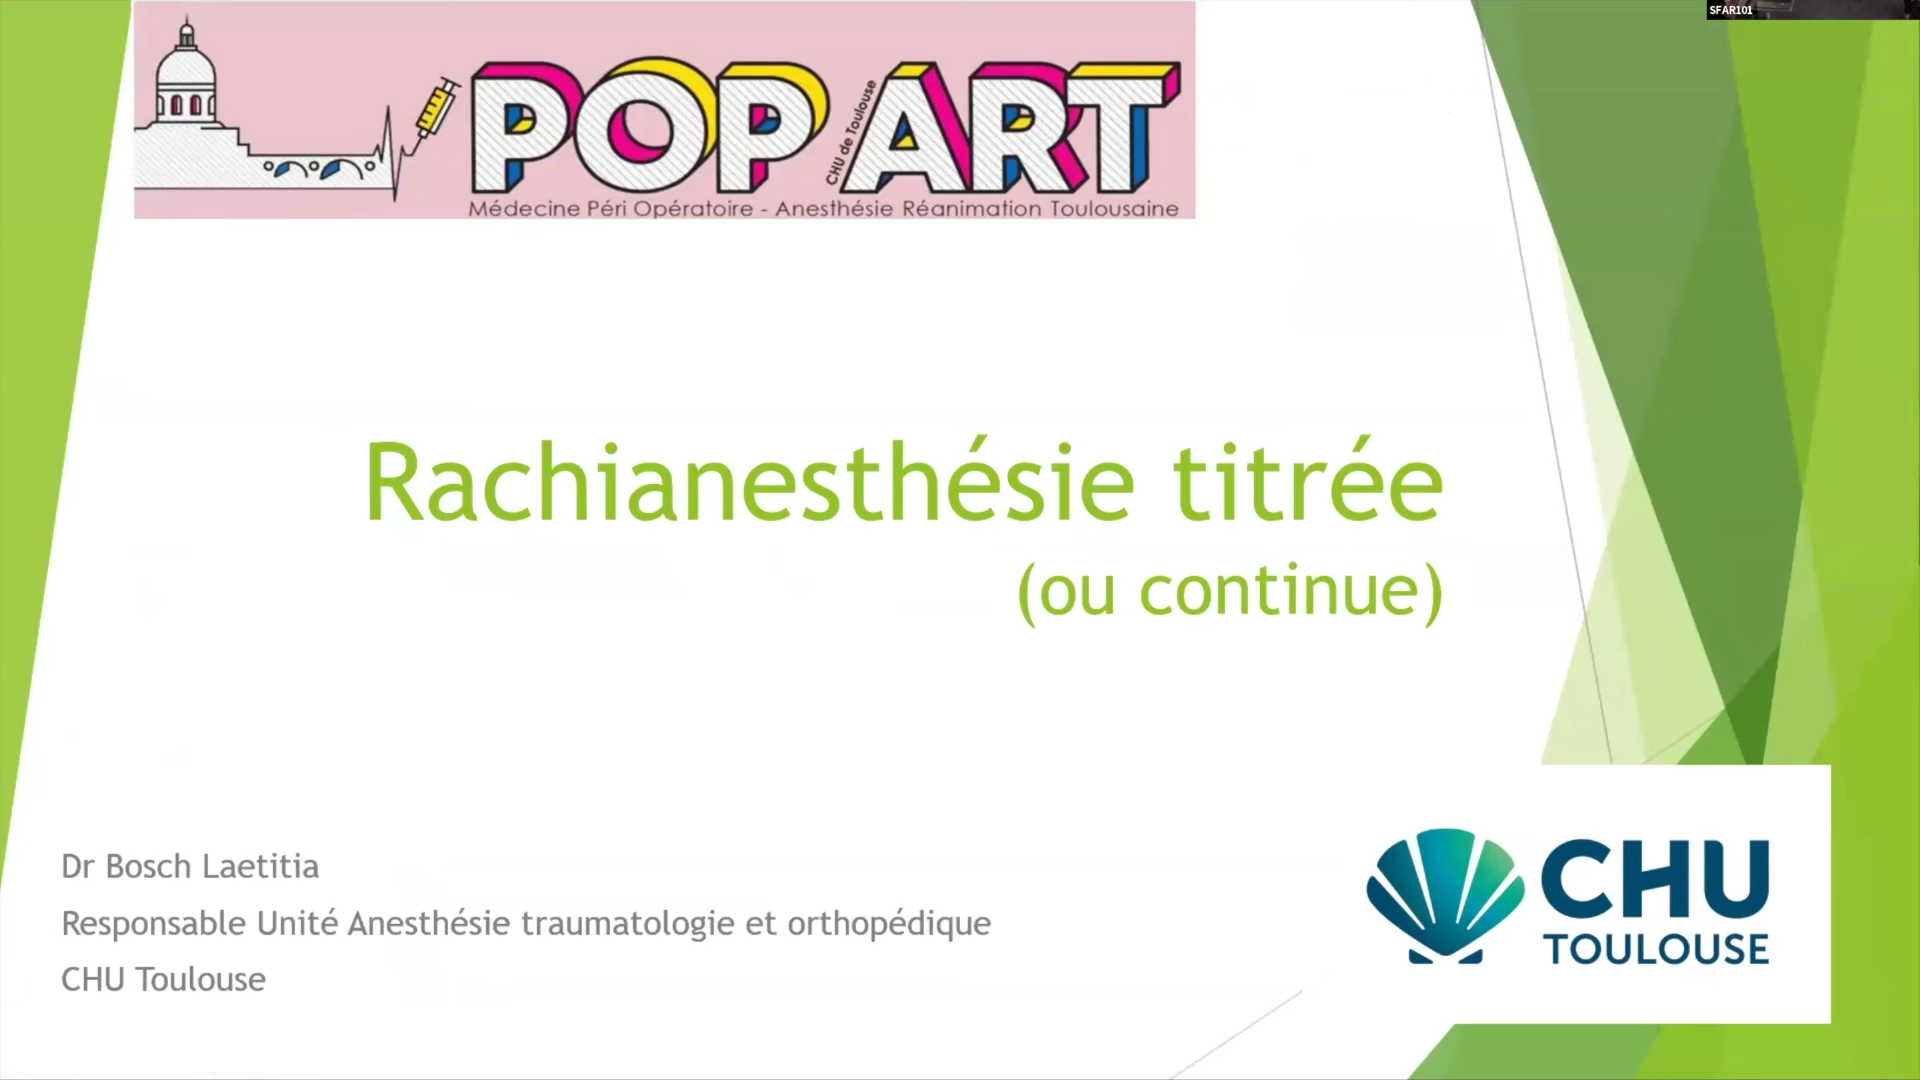 SFAR101
POP ART
CHU de Toulouse
Médecine Péri Opératoire - Anesthésie Réanimation Toulousaine
Rachianesthésie titrée
(ou continue)
Dr Bosch Laetitia
Responsable Unité Anesthésie traumatologie et orthopédique
CHU Toulouse
CHU
TOULOUSE